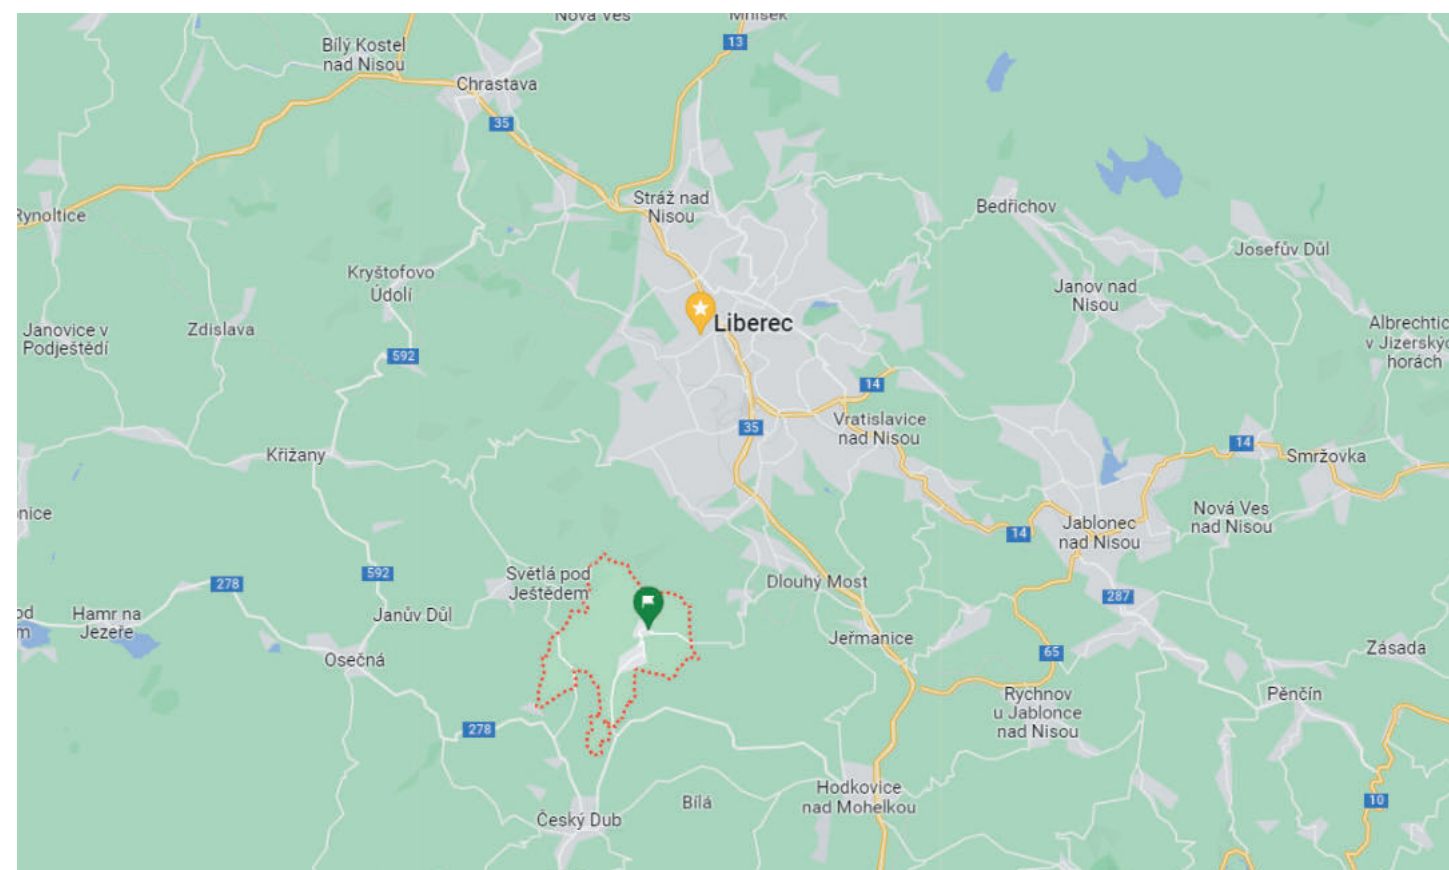 Nová Ves
Mníšek
13
Bílý Kostel
nad Nisou
Chrastava
35
Stráž nad
Nisou
Bedřichov
Rynoltice
Josefův Důl
Kryštofovo
Údolí
Janov nad
Nisou
Liberec
Janovice v
Podještědí
Zdislava
Albrechtic
v Jizerský
horách
592
14
Vratislavice
nad Nisou
35
14
Křižany
Smržovka
onice
Nová Ves
nad Nisou
Jablonec
nad Nisou
14
592
Světlá pod
Ještědem
278
Dlouhý Most
287
od
m
Hamr na
Jezeře
Janův Důl
Jeřmanice
65
Zásada
Osečná
Rychnov
u Jablonce
nad Nisou
Pěnčín
278
Hodkovice
nad Mohelkou
Bílá
10
Český Dub